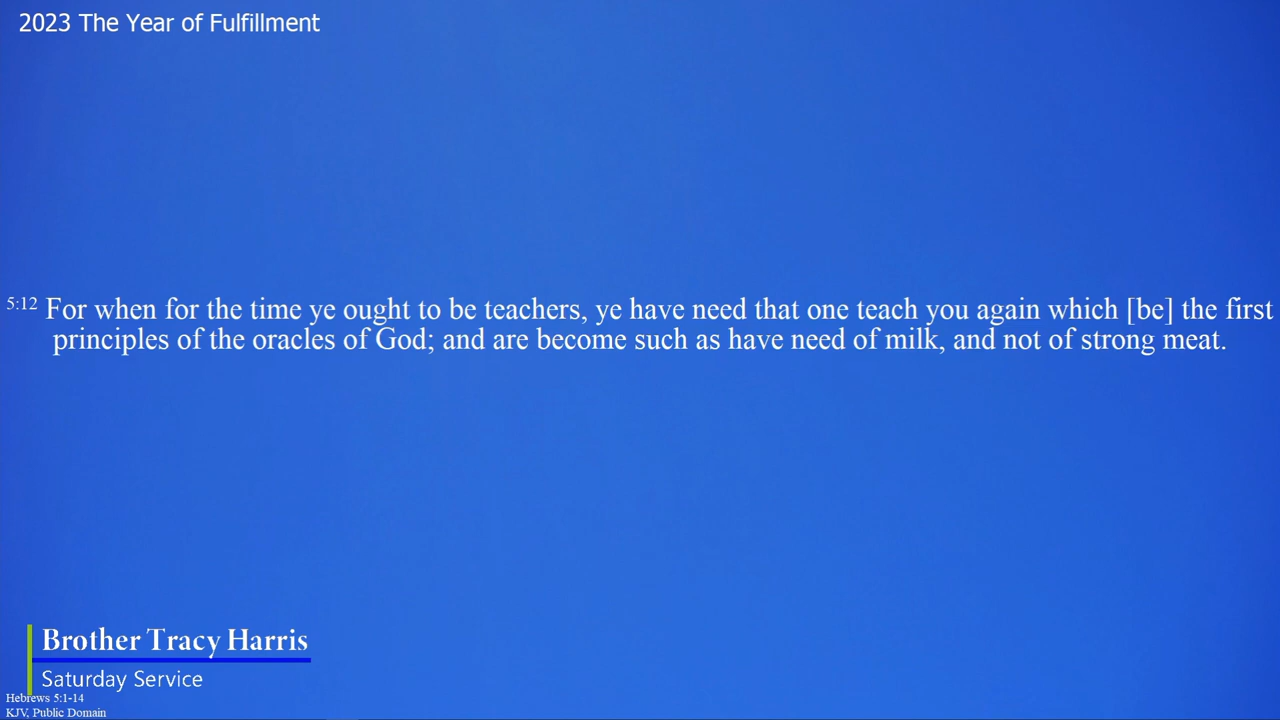 2023 The Year of Fulfillment
5:12 For when for the time ye ought to be teachers, ye have need that one teach you again which [be] the first
principles of the oracles of God; and are become such as have need of milk, and not of strong meat.
Brother Tracy Harris
Saturday Service
Hebrews 5:1-14
KJV, Public Domain